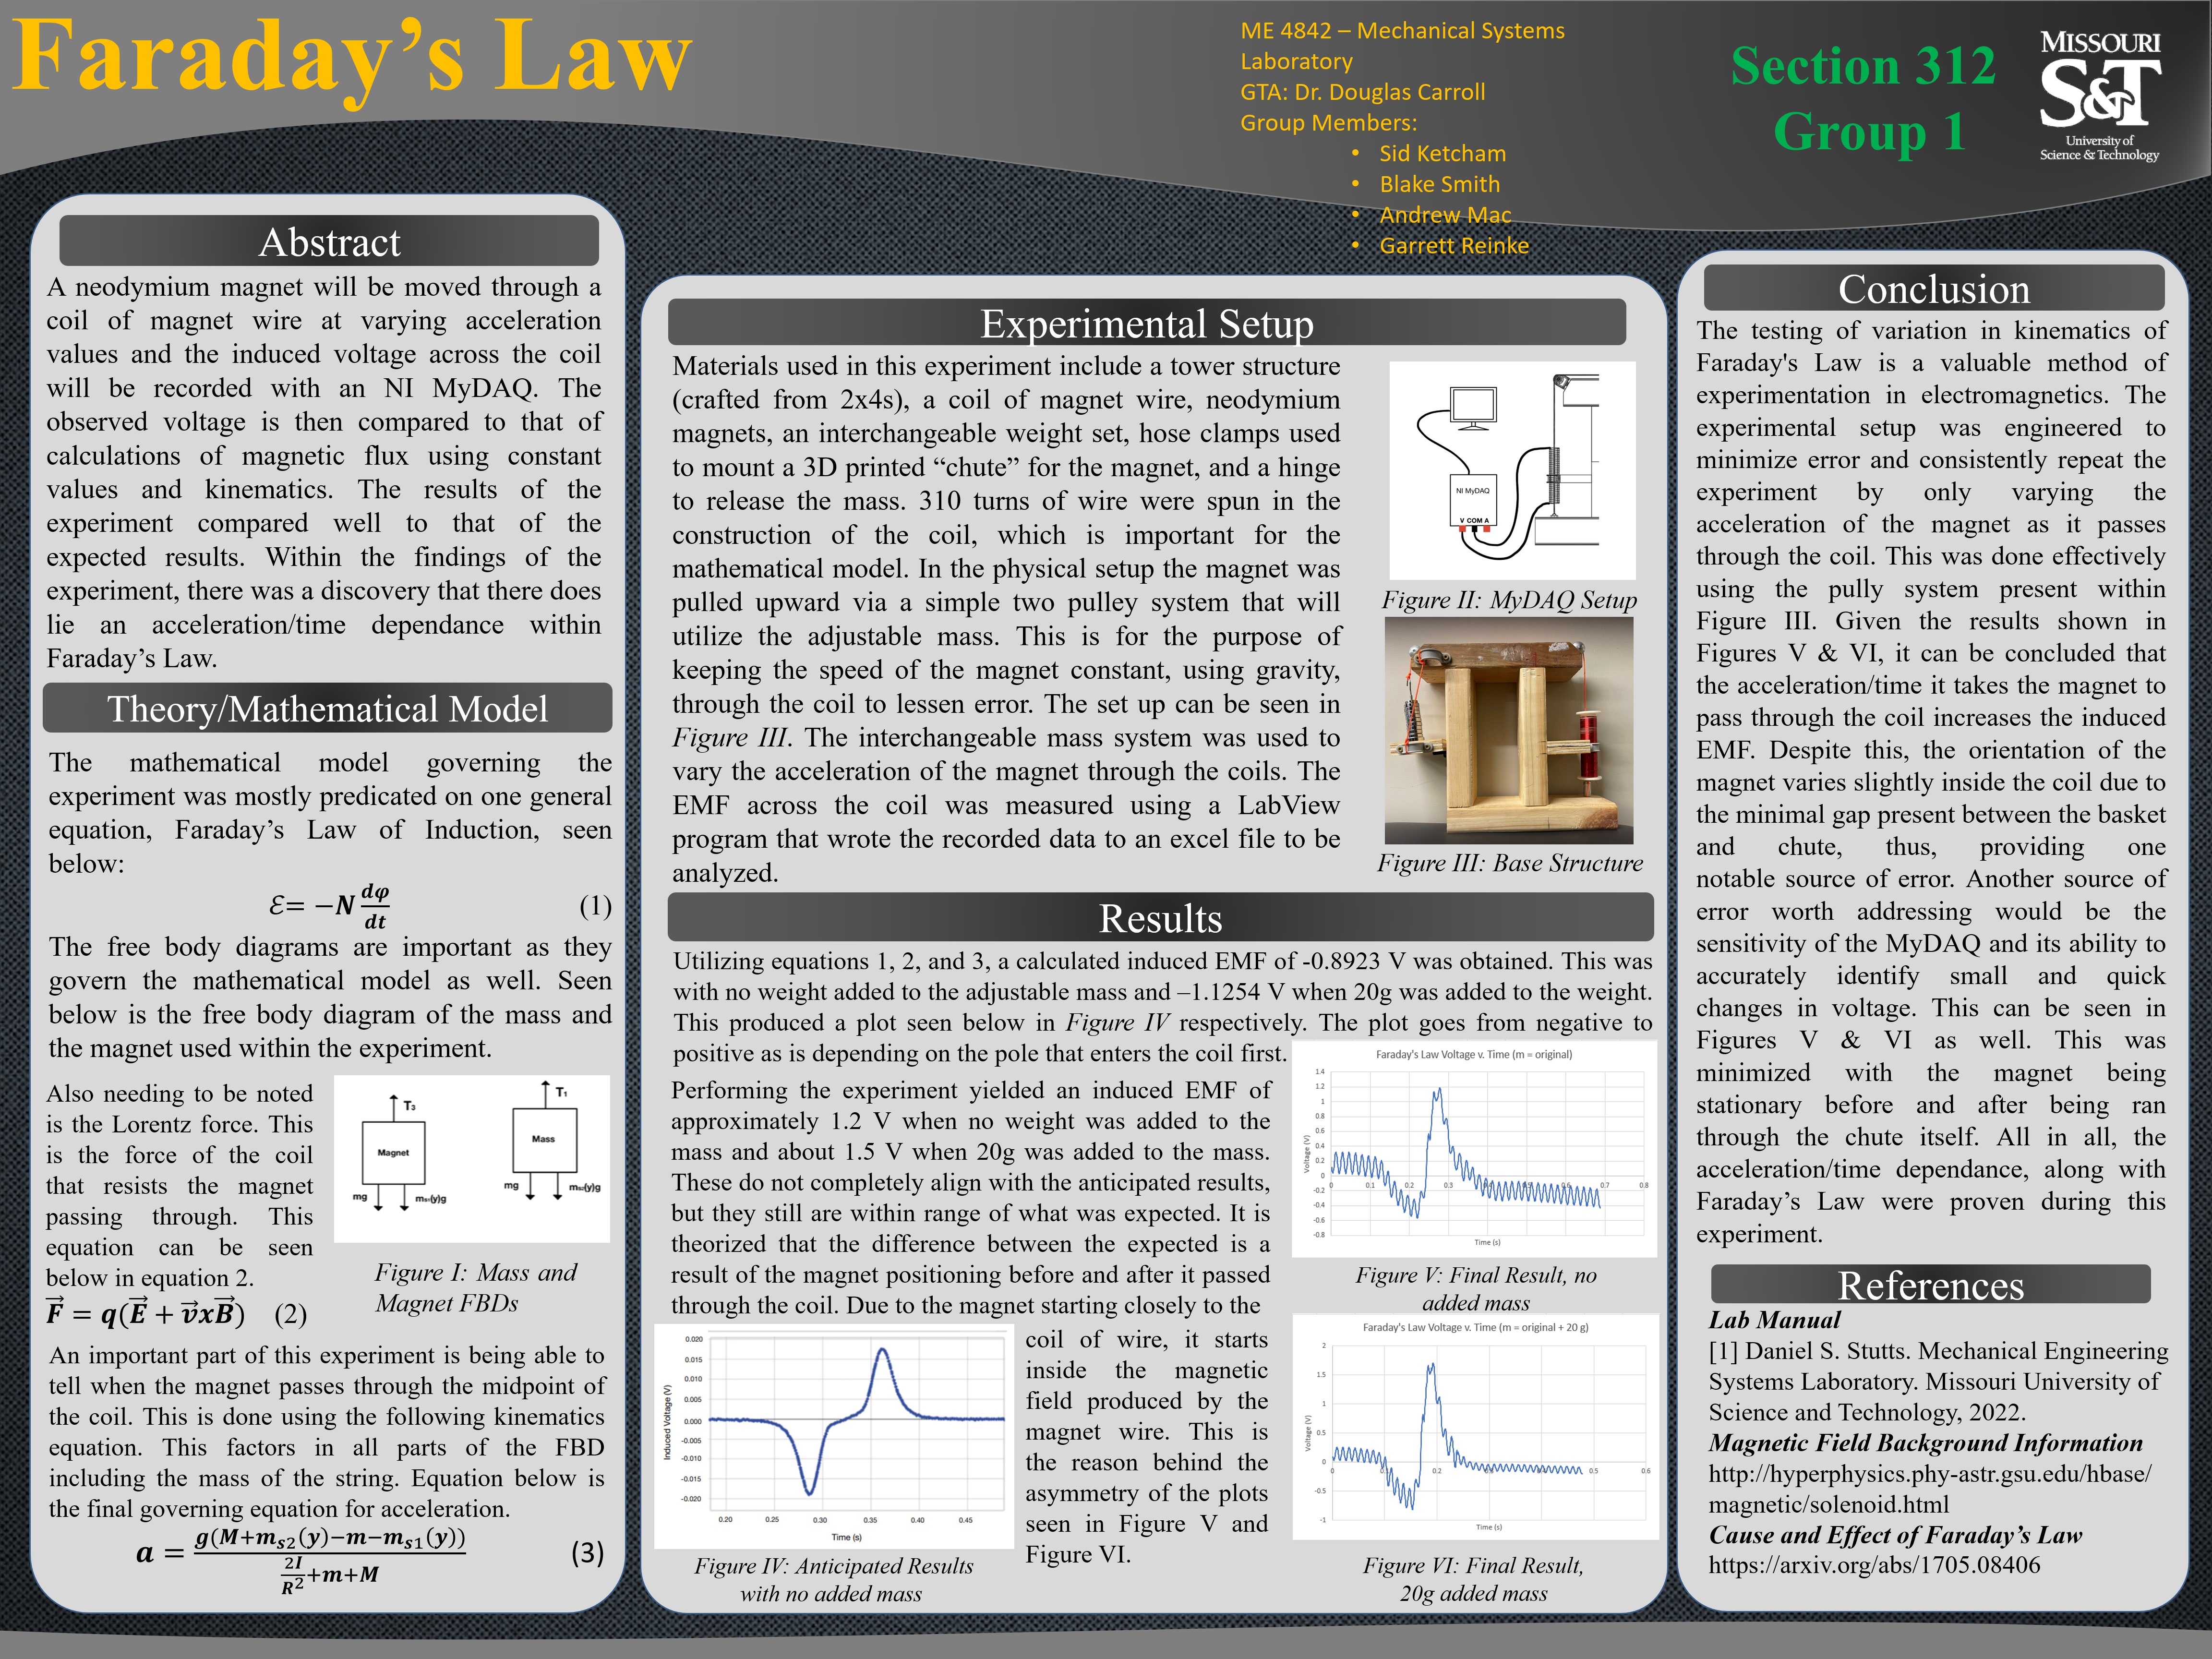 Faraday’s Law
ME 4842 – Mechanical Systems
Laboratory
GTA: Dr. Douglas Carroll
Group Members:
• Sid Ketcham
• Blake Smith
• Andrew Mac
• Garrett Reinke
Section 312
Group 1
MISSOURI
S&T
University of
Science & Technology
Abstract
A neodymium magnet will be moved through a
coil of magnet wire at varying acceleration
values and the induced voltage across the coil
will be recorded with an NI MyDAQ. The
observed voltage is then compared to that of
calculations of magnetic flux using constant
values and kinematics. The results of the
experiment compared well to that of the
expected results. Within the findings of the
experiment, there was a discovery that there does
lie an acceleration/time dependance within
Faraday’s Law.
Theory/Mathematical Model
The mathematical model governing the
experiment was mostly predicated on one general
equation, Faraday’s Law of Induction, seen
below:
ℰ= −N dφ/dt (1)
The free body diagrams are important as they
govern the mathematical model as well. Seen
below is the free body diagram of the mass and
the magnet used within the experiment.
Also needing to be noted
is the Lorentz force. This
is the force of the coil
that resists the magnet
passing through. This
equation can be seen
below in equation 2.
F⃗ = q(E⃗ + v⃗xB⃗) (2)
T3
Magnet
mg
ms1(y)g
T1
Mass
mg
ms2(y)g
Figure I: Mass and
Magnet FBDs
An important part of this experiment is being able to
tell when the magnet passes through the midpoint of
the coil. This is done using the following kinematics
equation. This factors in all parts of the FBD
including the mass of the string. Equation below is
the final governing equation for acceleration.
a = g(M+ms2(y)−m−ms1(y)) / (2I/R²+m+M) (3)
Experimental Setup
Materials used in this experiment include a tower structure
(crafted from 2x4s), a coil of magnet wire, neodymium
magnets, an interchangeable weight set, hose clamps used
to mount a 3D printed “chute” for the magnet, and a hinge
to release the mass. 310 turns of wire were spun in the
construction of the coil, which is important for the
mathematical model. In the physical setup the magnet was
pulled upward via a simple two pulley system that will
utilize the adjustable mass. This is for the purpose of
keeping the speed of the magnet constant, using gravity,
through the coil to lessen error. The set up can be seen in
Figure III. The interchangeable mass system was used to
vary the acceleration of the magnet through the coils. The
EMF across the coil was measured using a LabView
program that wrote the recorded data to an excel file to be
analyzed.
NI MyDAQ
V COM A
Figure II: MyDAQ Setup
Figure III: Base Structure
Results
Utilizing equations 1, 2, and 3, a calculated induced EMF of -0.8923 V was obtained. This was
with no weight added to the adjustable mass and –1.1254 V when 20g was added to the weight.
This produced a plot seen below in Figure IV respectively. The plot goes from negative to
positive as is depending on the pole that enters the coil first.
Performing the experiment yielded an induced EMF of
approximately 1.2 V when no weight was added to the
mass and about 1.5 V when 20g was added to the mass.
These do not completely align with the anticipated results,
but they still are within range of what was expected. It is
theorized that the difference between the expected is a
result of the magnet positioning before and after it passed
through the coil. Due to the magnet starting closely to the
coil of wire, it starts
inside the magnetic
field produced by the
magnet wire. This is
the reason behind the
asymmetry of the plots
seen in Figure V and
Figure VI.
Induced Voltage (V)
0.020
0.015
0.010
0.005
0.000
-0.005
-0.010
-0.015
-0.020
0.20 0.25 0.30 0.35 0.40 0.45
Time (s)
Figure IV: Anticipated Results
with no added mass
Faraday's Law Voltage v. Time (m = original)
Voltage (V)
1.4
1.2
1
0.8
0.6
0.4
0.2
0
-0.2
-0.4
-0.6
-0.8
0 0.1 0.2 0.3 0.4 0.5 0.6 0.7 0.8
Time (s)
Figure V: Final Result, no
added mass
Faraday's Law Voltage v. Time (m = original + 20 g)
Voltage (V)
2
1.5
1
0.5
0
-0.5
-1
0 0.1 0.2 0.3 0.4 0.5 0.6
Time (s)
Figure VI: Final Result,
20g added mass
Conclusion
The testing of variation in kinematics of
Faraday's Law is a valuable method of
experimentation in electromagnetics. The
experimental setup was engineered to
minimize error and consistently repeat the
experiment by only varying the
acceleration of the magnet as it passes
through the coil. This was done effectively
using the pully system present within
Figure III. Given the results shown in
Figures V & VI, it can be concluded that
the acceleration/time it takes the magnet to
pass through the coil increases the induced
EMF. Despite this, the orientation of the
magnet varies slightly inside the coil due to
the minimal gap present between the basket
and chute, thus, providing one
notable source of error. Another source of
error worth addressing would be the
sensitivity of the MyDAQ and its ability to
accurately identify small and quick
changes in voltage. This can be seen in
Figures V & VI as well. This was
minimized with the magnet being
stationary before and after being ran
through the chute itself. All in all, the
acceleration/time dependance, along with
Faraday’s Law were proven during this
experiment.
References
Lab Manual
[1] Daniel S. Stutts. Mechanical Engineering
Systems Laboratory. Missouri University of
Science and Technology, 2022.
Magnetic Field Background Information
http://hyperphysics.phy-astr.gsu.edu/hbase/
magnetic/solenoid.html
Cause and Effect of Faraday’s Law
https://arxiv.org/abs/1705.08406